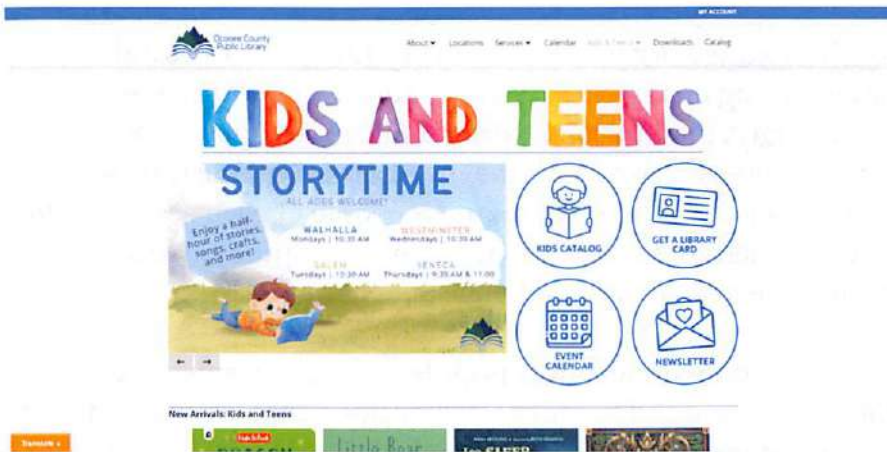 MY ACCOUNT
Oconee County
Public Library
About
Locations
Services
Calendar
Kids & Teens
Downloads
Catalog
KIDS AND TEENS
STORYTIME
ALL AGES WELCOME!
Enjoy a half-
hour of stories,
songs, crafts,
and more!
WALHALLA
Mondays | 10:30 AM
WESTMINSTER
Wednesdays | 10:30 AM
SALEM
Tuesdays | 10:30 AM
SENECA
Thursdays | 9:30 AM & 11:00
KIDS CATALOG
GET A LIBRARY
CARD
EVENT
CALENDAR
NEWSLETTER
New Arrivals: Kids and Teens
Translate »
DRAGON
Little Bear
SLEEP